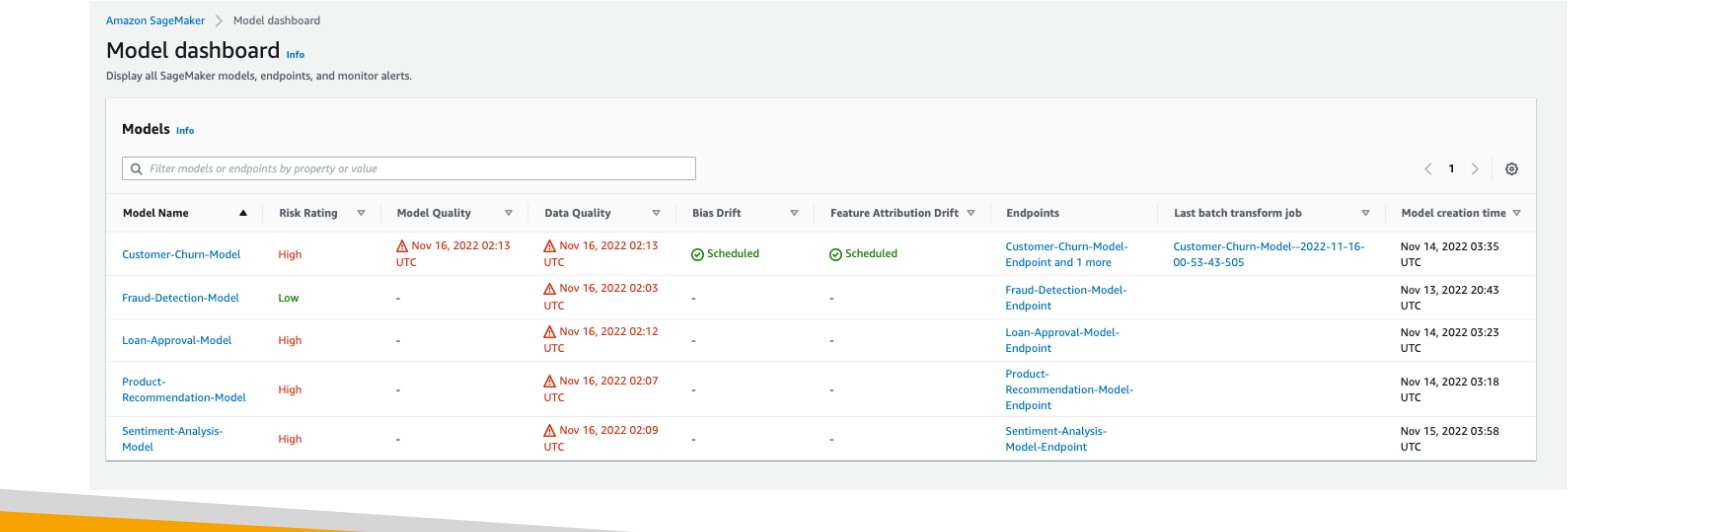 Amazon SageMaker > Model dashboard
Model dashboard Info
Display all SageMaker models, endpoints, and monitor alerts.
Models Info
Filter models or endpoints by property or value
< 1 >
Model Name Risk Rating Model Quality Data Quality Bias Drift Feature Attribution Drift Endpoints Last batch transform job Model creation time
Customer-Churn-Model High Nov 16, 2022 02:13 Nov 16, 2022 02:13 Scheduled Scheduled Customer-Churn-Model- Customer-Churn-Model--2022-11-16- Nov 14, 2022 03:35
UTC UTC Endpoint and 1 more 00-53-43-505 UTC
Fraud-Detection-Model Low - Nov 16, 2022 02:03 - - Fraud-Detection-Model- Nov 13, 2022 20:43
UTC Endpoint UTC
Loan-Approval-Model High - Nov 16, 2022 02:12 - - Loan-Approval-Model- Nov 14, 2022 03:23
UTC Endpoint UTC
Product- High - Nov 16, 2022 02:07 - - Product- Nov 14, 2022 03:18
Recommendation-Model UTC Recommendation-Model- UTC
Endpoint
Sentiment-Analysis- High - Nov 16, 2022 02:09 - - Sentiment-Analysis- Nov 15, 2022 03:58
Model UTC Model-Endpoint UTC